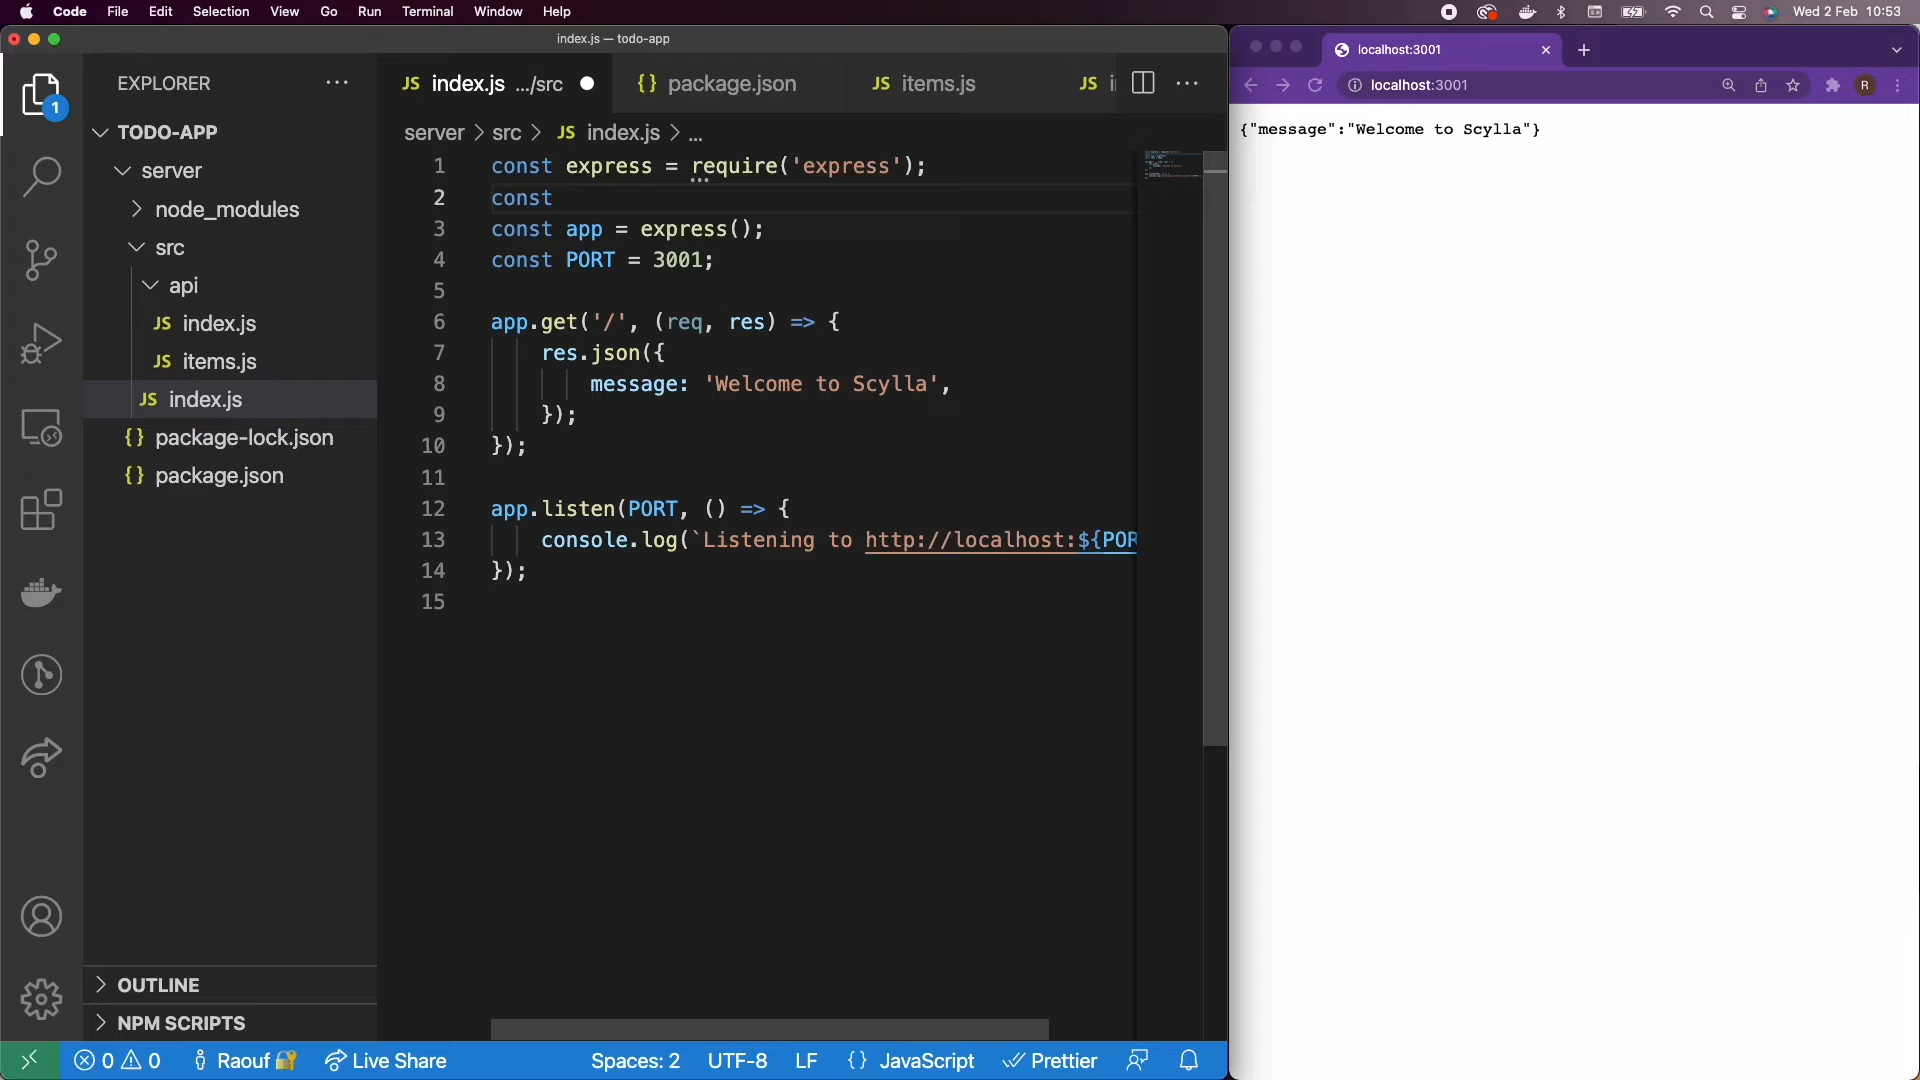 Code File Edit Selection View Go Run Terminal Window Help
Wed 2 Feb 10:53
index.js — todo-app
EXPLORER
TODO-APP
server
node_modules
src
api
JS index.js
JS items.js
JS index.js
{} package-lock.json
{} package.json
OUTLINE
NPM SCRIPTS
1
JS index.js .../src
{} package.json
JS items.js
JS
server > src > JS index.js > ...
1 const express = require('express');
2 const
3 const app = express();
4 const PORT = 3001;
5
6 app.get('/', (req, res) => {
7 res.json({
8 message: 'Welcome to Scylla',
9 });
10 });
11
12 app.listen(PORT, () => {
13 console.log(`Listening to http://localhost:${POR
14 });
15
0 0 Raouf Live Share Spaces: 2 UTF-8 LF {} JavaScript Prettier
localhost:3001
localhost:3001
R
{"message":"Welcome to Scylla"}